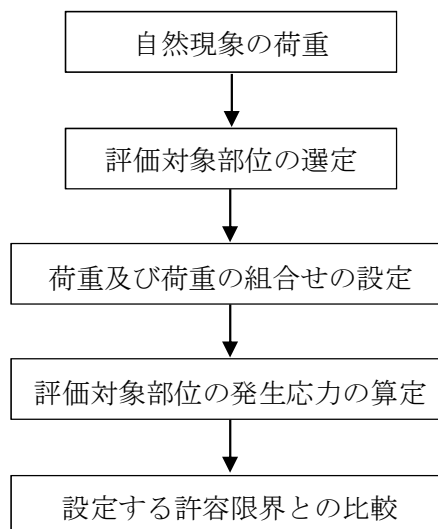 自然現象の荷重
評価対象部位の選定
荷重及び荷重の組合せの設定
評価対象部位の発生応力の算定
設定する許容限界との比較